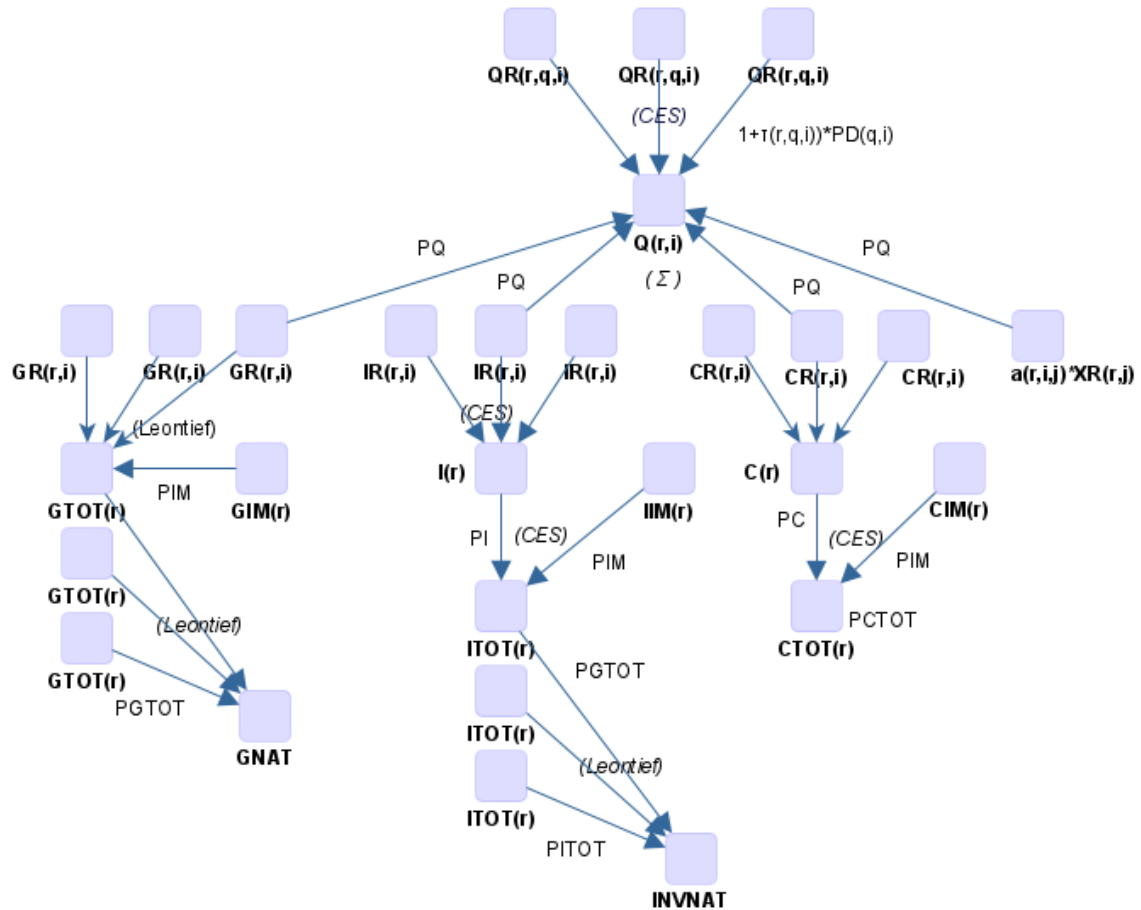 QR(r,q,i)
QR(r,q,i)
QR(r,q,i)
(CES)
1+τ(r,q,i))*PD(q,i)
Q(r,i)
(Σ)
PQ
PQ
PQ
PQ
GR(r,i)
GR(r,i)
GR(r,i)
IR(r,i)
IR(r,i)
IR(r,i)
CR(r,i)
CR(r,i)
CR(r,i)
a(r,i,j)*XR(r,j)
(Leontief)
(CES)
GTOT(r)
PIM
GIM(r)
I(r)
IIM(r)
C(r)
CIM(r)
PI
(CES)
PIM
PC
(CES)
PIM
GTOT(r)
(Leontief)
GTOT(r)
PGTOT
GNAT
ITOT(r)
PCTOT
CTOT(r)
PGTOT
ITOT(r)
(Leontief)
ITOT(r)
PITOT
INVNAT